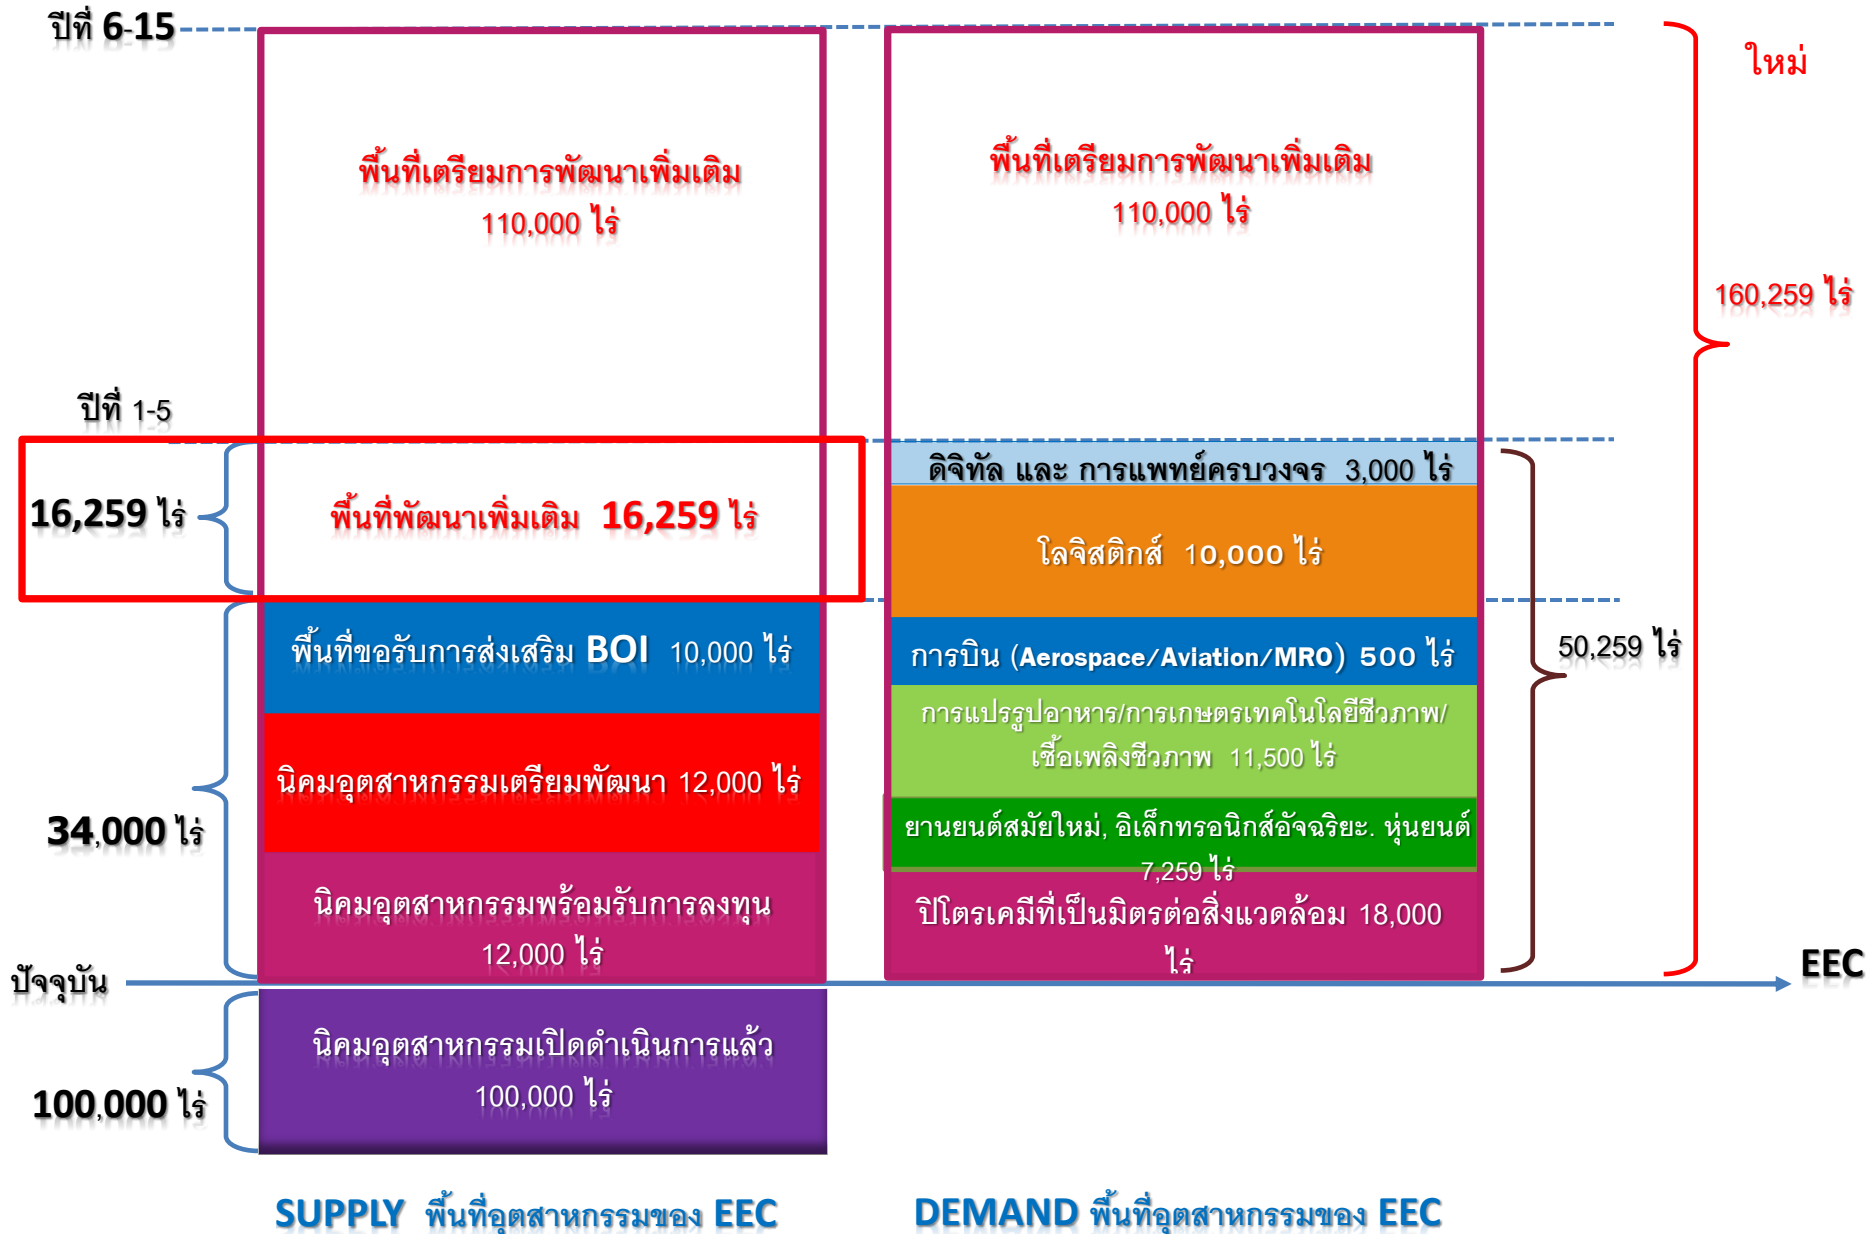 ปีที่ 6-15
ใหม่
พื้นที่เตรียมการพัฒนาเพิ่มเติม
110,000 ไร่
พื้นที่เตรียมการพัฒนาเพิ่มเติม
110,000 ไร่
160,259 ไร่
ปีที่ 1-5
16,259 ไร่
พื้นที่พัฒนาเพิ่มเติม 16,259 ไร่
ดิจิทัล และ การแพทย์ครบวงจร 3,000 ไร่
โลจิสติกส์ 10,000 ไร่
พื้นที่ขอรับการส่งเสริม BOI 10,000 ไร่
การบิน (Aerospace/Aviation/MRO) 500 ไร่
50,259 ไร่
การแปรรูปอาหาร/การเกษตรเทคโนโลยีชีวภาพ/
เชื้อเพลิงชีวภาพ 11,500 ไร่
นิคมอุตสาหกรรมเตรียมพัฒนา 12,000 ไร่
34,000 ไร่
ยานยนต์สมัยใหม่, อิเล็กทรอนิกส์อัจฉริยะ. หุ่นยนต์
7,259 ไร่
นิคมอุตสาหกรรมพร้อมรับการลงทุน
12,000 ไร่
ปิโตรเคมีที่เป็นมิตรต่อสิ่งแวดล้อม 18,000
ไร่
ปัจจุบัน
EEC
นิคมอุตสาหกรรมเปิดดำเนินการแล้ว
100,000 ไร่
100,000 ไร่
SUPPLY พื้นที่อุตสาหกรรมของ EEC
DEMAND พื้นที่อุตสาหกรรมของ EEC